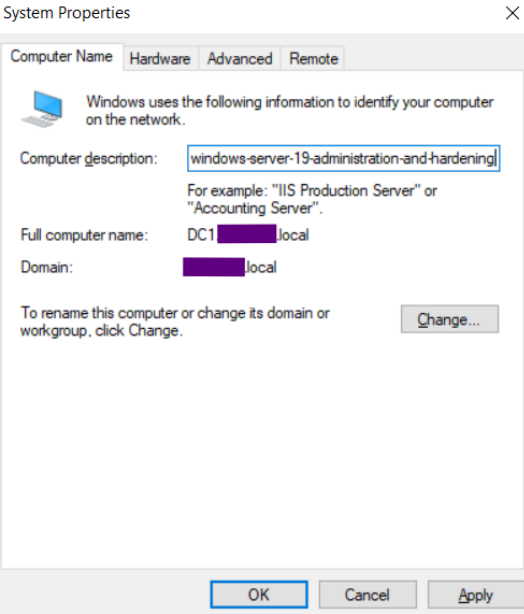 System Properties
Computer Name Hardware Advanced Remote
Windows uses the following information to identify your computer
on the network.
Computer description: windows-server-19-administration-and-hardening
For example: "IIS Production Server" or
"Accounting Server".
Full computer name: DC1. .local
Domain: .local
To rename this computer or change its domain or
workgroup, click Change.
Change...
OK Cancel Apply